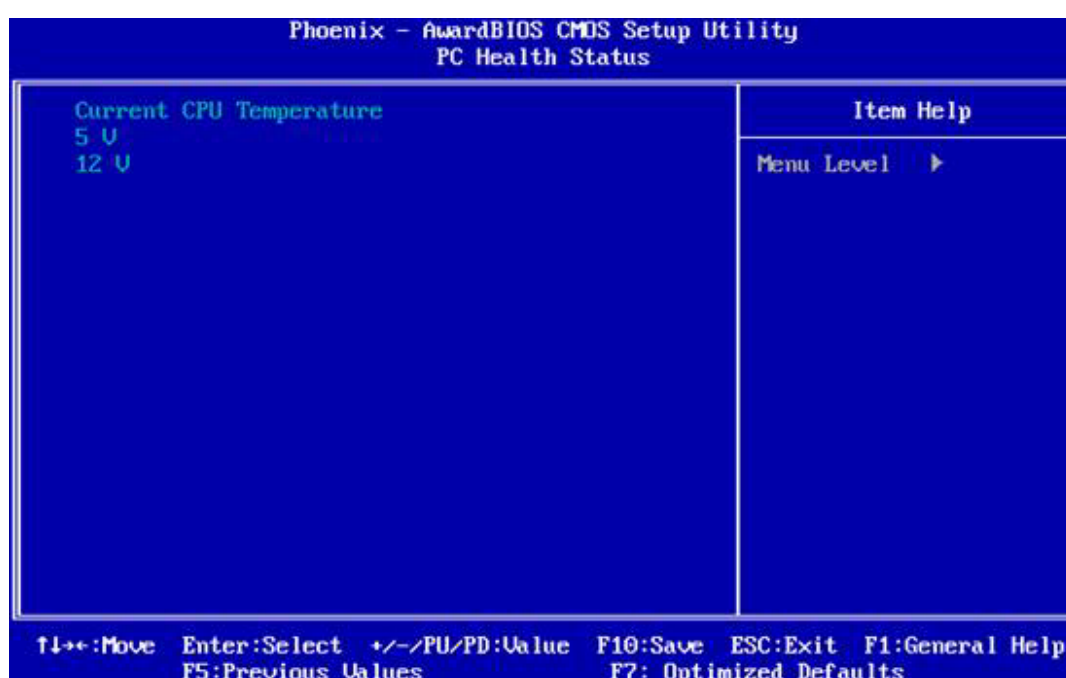 Phoenix - AwardBIOS CMOS Setup Utility
PC Health Status
Current CPU Temperature
5 V
12 V
Item Help
Menu Level ▶
↑↓→←:Move Enter:Select +/-/PU/PD:Value F10:Save ESC:Exit F1:General Help
F5:Previous Values F7: Optimized Defaults